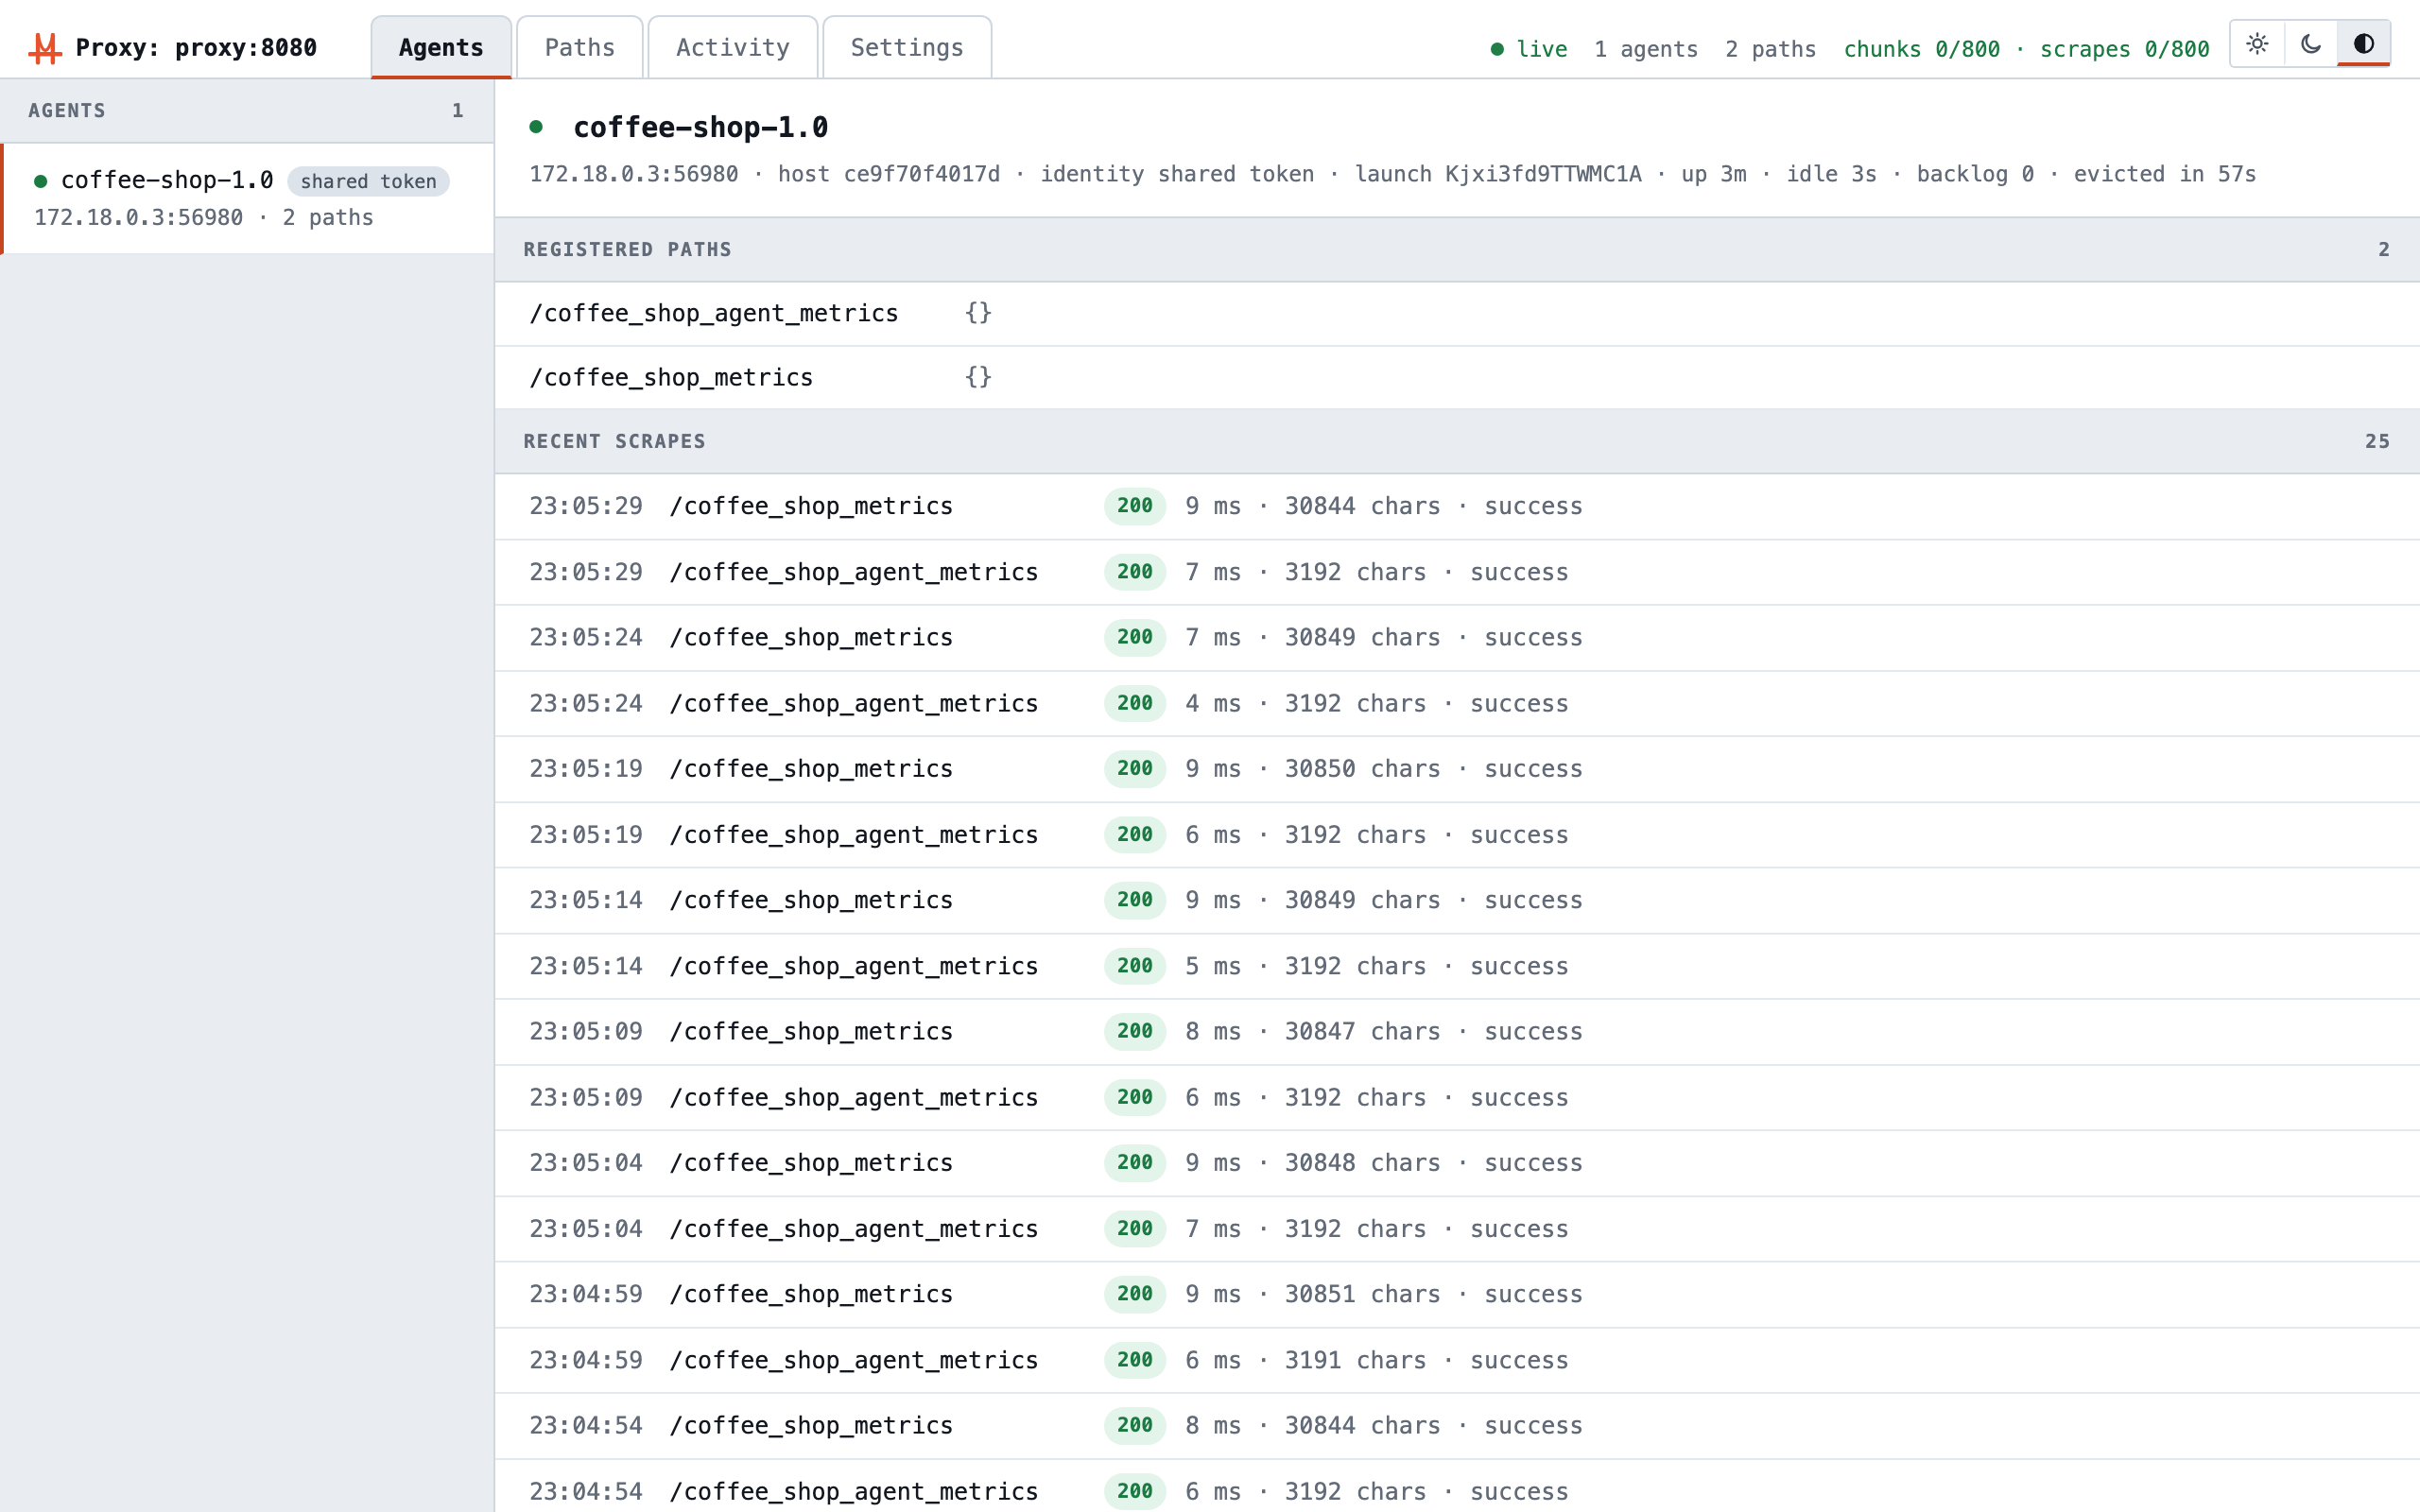 Proxy: proxy:8080 Agents Paths Activity Settings live 1 agents 2 paths chunks 0/800 · scrapes 0/800
AGENTS 1
coffee-shop-1.0 shared token
172.18.0.3:56980 · 2 paths
coffee-shop-1.0
172.18.0.3:56980 · host ce9f70f4017d · identity shared token · launch Kjxi3fd9TTWMC1A · up 3m · idle 3s · backlog 0 · evicted in 57s
REGISTERED PATHS 2
/coffee_shop_agent_metrics {}
/coffee_shop_metrics {}
RECENT SCRAPES 25
23:05:29 /coffee_shop_metrics 200 9 ms · 30844 chars · success
23:05:29 /coffee_shop_agent_metrics 200 7 ms · 3192 chars · success
23:05:24 /coffee_shop_metrics 200 7 ms · 30849 chars · success
23:05:24 /coffee_shop_agent_metrics 200 4 ms · 3192 chars · success
23:05:19 /coffee_shop_metrics 200 9 ms · 30850 chars · success
23:05:19 /coffee_shop_agent_metrics 200 6 ms · 3192 chars · success
23:05:14 /coffee_shop_metrics 200 9 ms · 30849 chars · success
23:05:14 /coffee_shop_agent_metrics 200 5 ms · 3192 chars · success
23:05:09 /coffee_shop_metrics 200 8 ms · 30847 chars · success
23:05:09 /coffee_shop_agent_metrics 200 6 ms · 3192 chars · success
23:05:04 /coffee_shop_metrics 200 9 ms · 30848 chars · success
23:05:04 /coffee_shop_agent_metrics 200 7 ms · 3192 chars · success
23:04:59 /coffee_shop_metrics 200 9 ms · 30851 chars · success
23:04:59 /coffee_shop_agent_metrics 200 6 ms · 3191 chars · success
23:04:54 /coffee_shop_metrics 200 8 ms · 30844 chars · success
23:04:54 /coffee_shop_agent_metrics 200 6 ms · 3192 chars · success